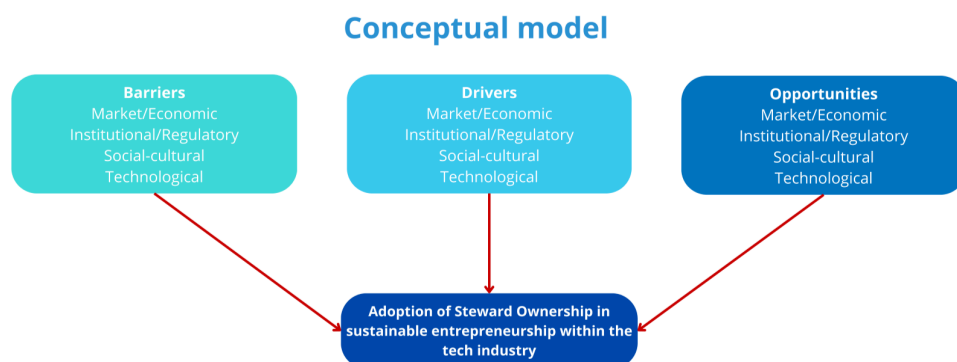 Conceptual model
Barriers
Market/Economic
Institutional/Regulatory
Social-cultural
Technological
Drivers
Market/Economic
Institutional/Regulatory
Social-cultural
Technological
Opportunities
Market/Economic
Institutional/Regulatory
Social-cultural
Technological
Adoption of Steward Ownership in
sustainable entrepreneurship within the
tech industry